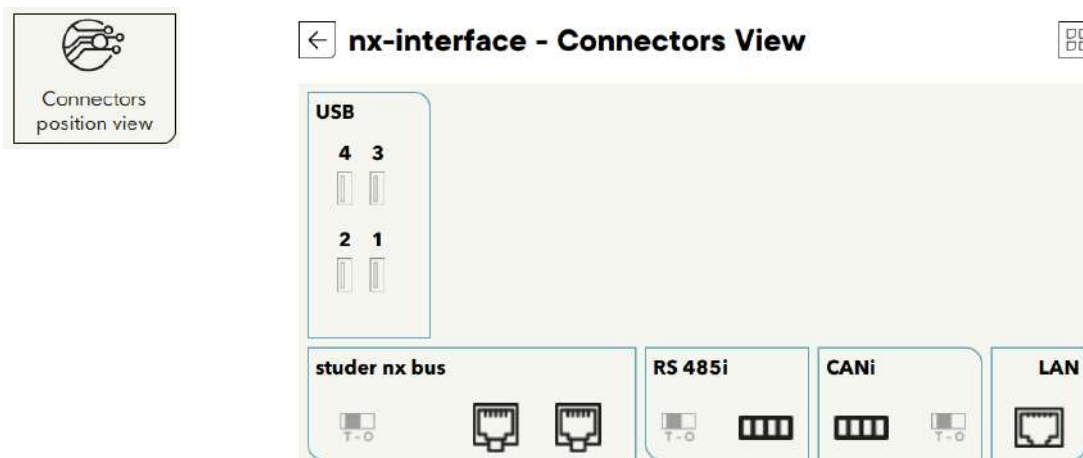 Connectors
position view
nx-interface - Connectors View
USB
4 3
2 1
studer nx bus
T - O
RS 485i
T - O
CANi
T - O
LAN